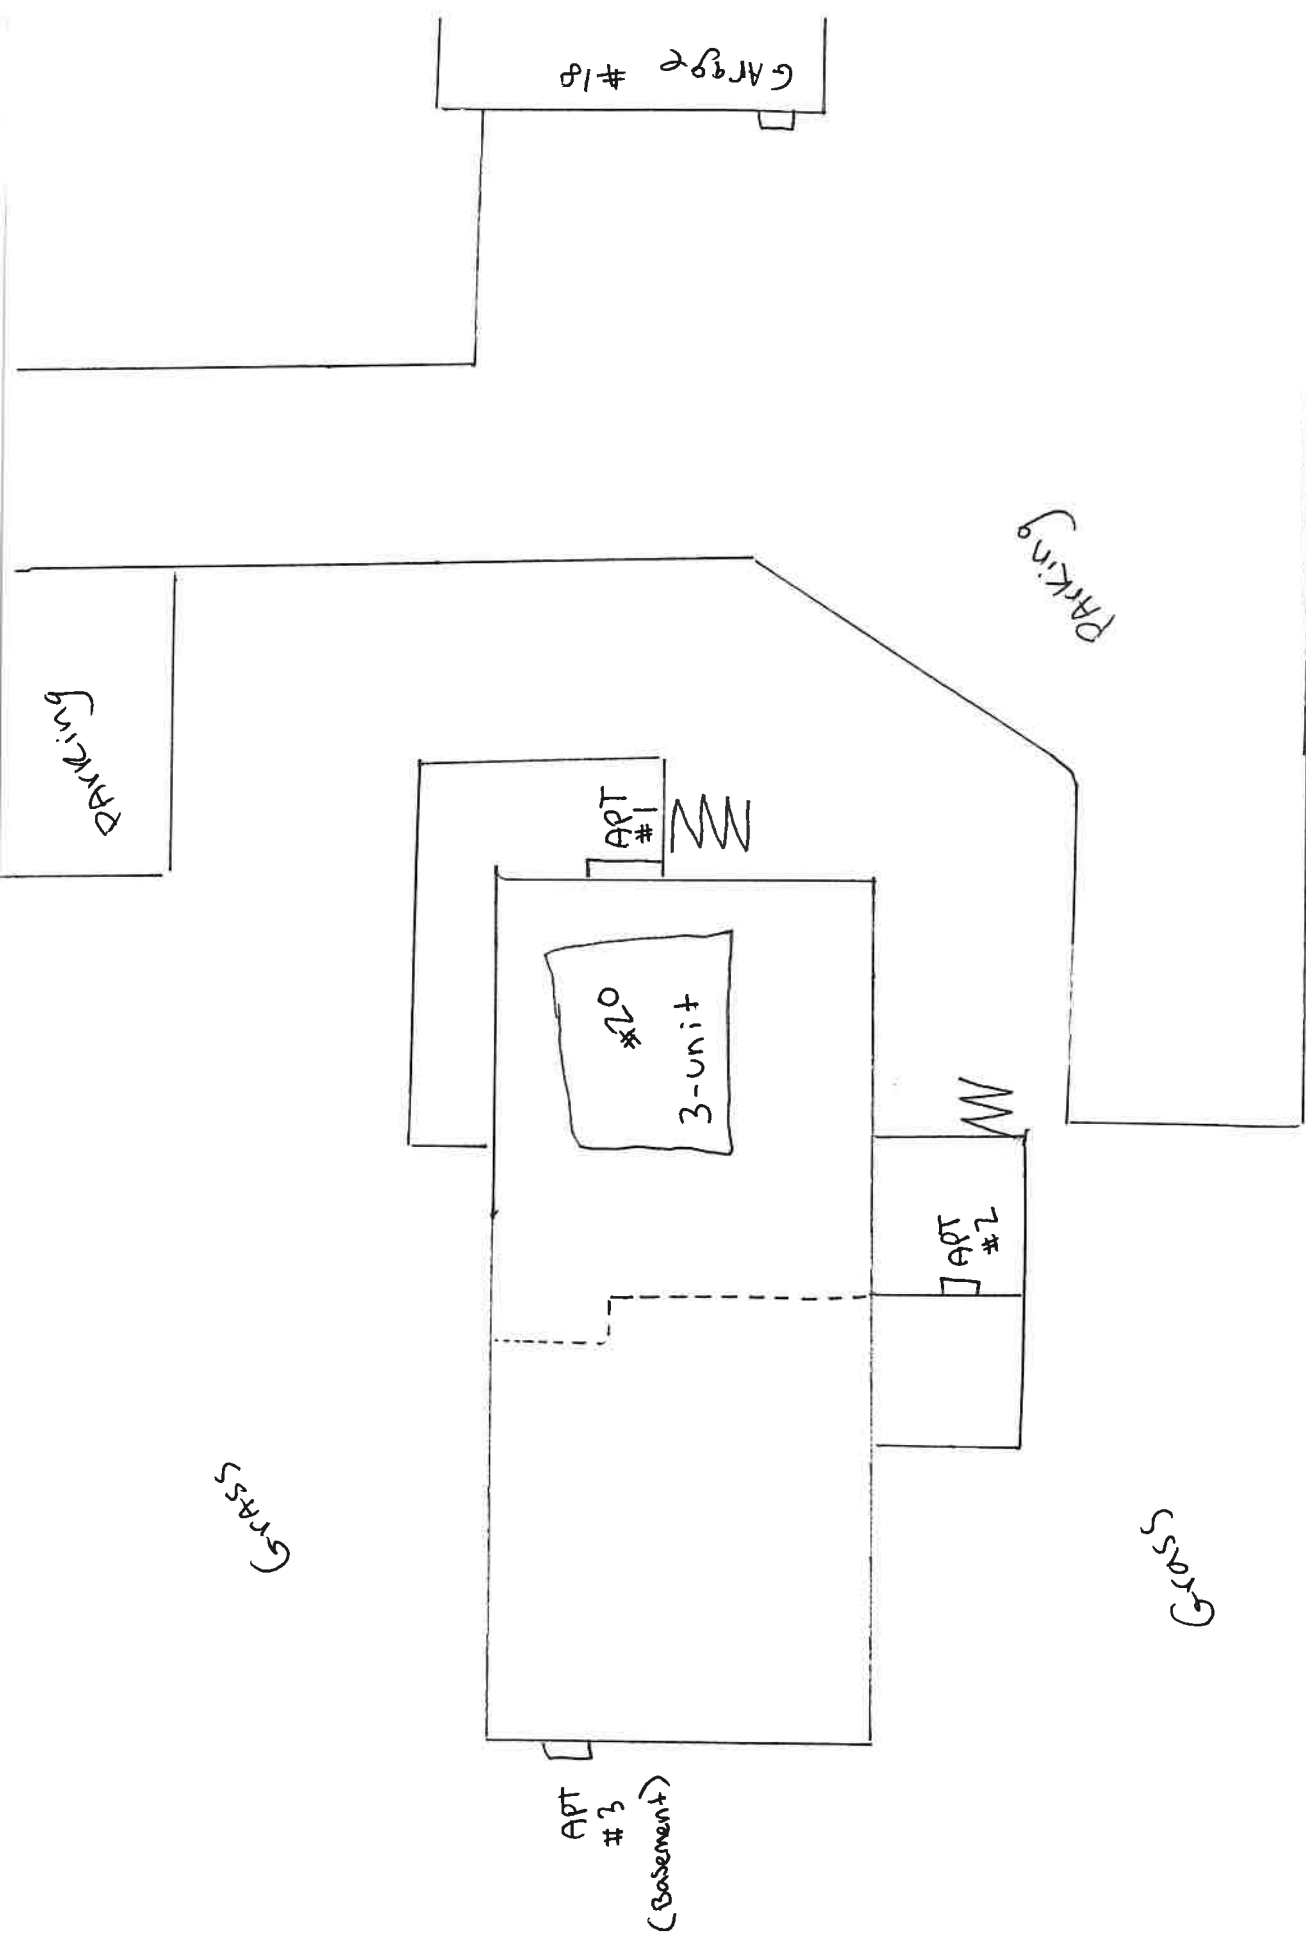 GArage
#18
PArking
PArking
APT
#1
#20
3-unit
APT
#2
GrAss
Grass
APT
#3
(Basement)